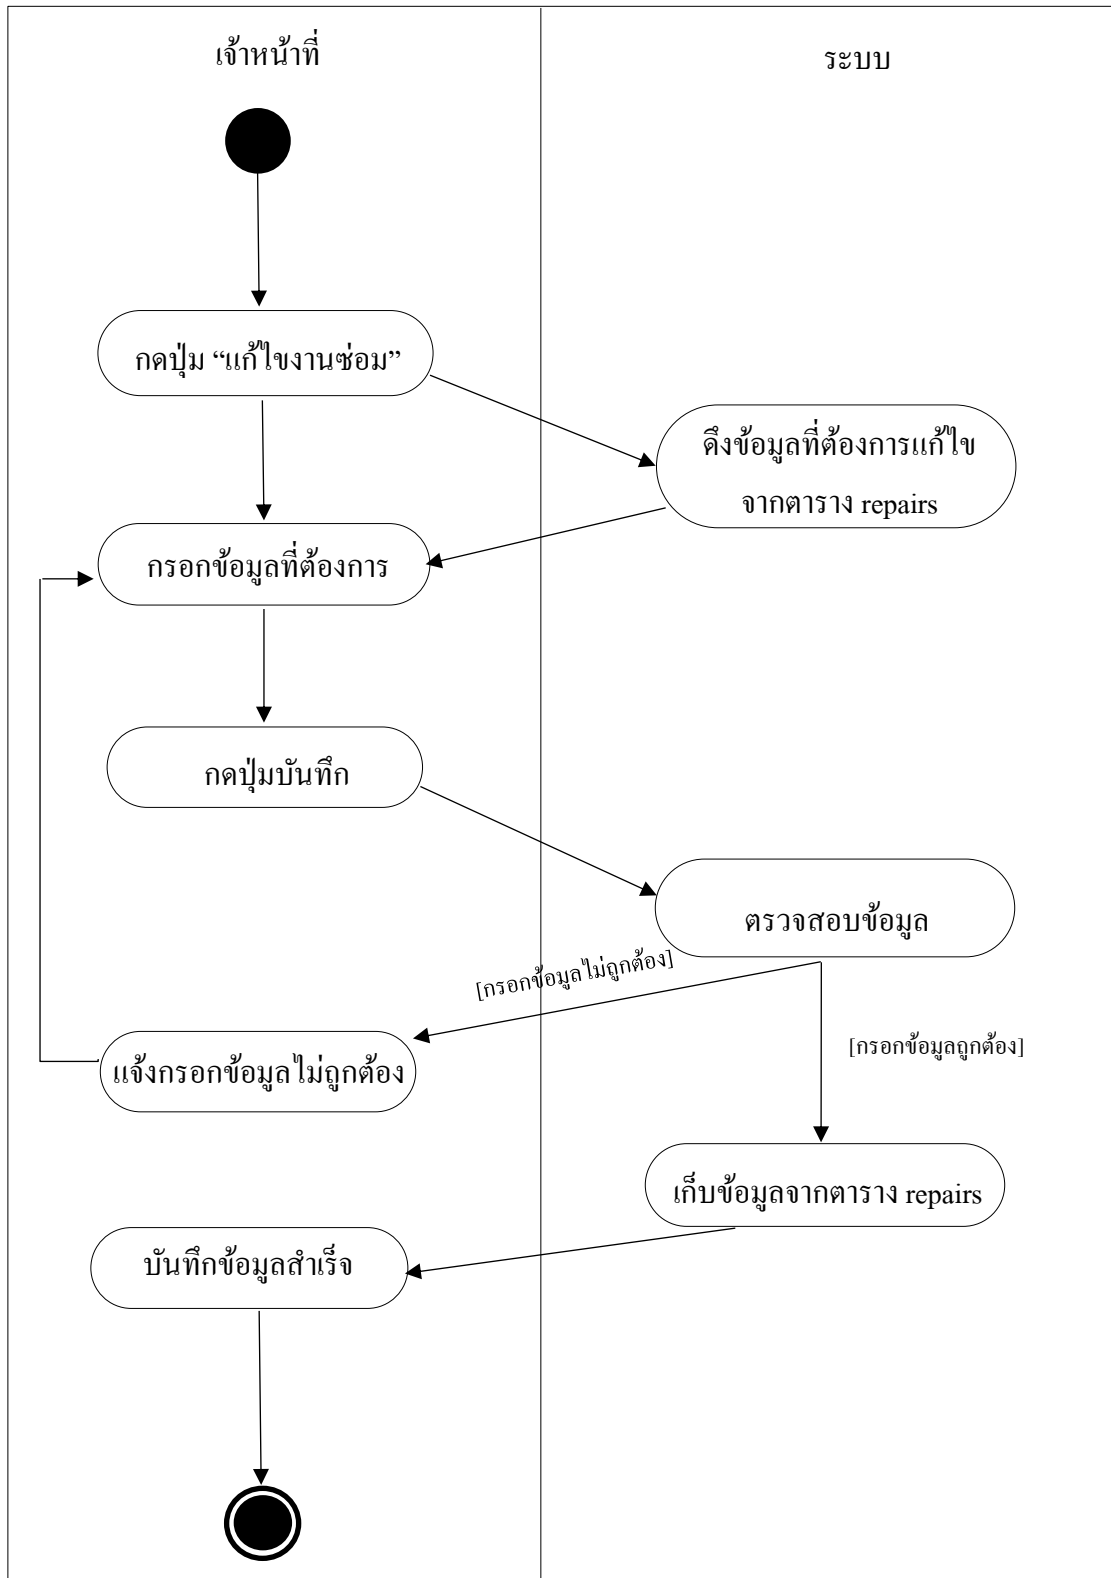 เจ้าหน้าที่
ระบบ
กดปุ่ม “แก้ไขงานซ่อม”
ดึงข้อมูลที่ต้องการแก้ไข
จากตาราง repairs
กรอกข้อมูลที่ต้องการ
กดปุ่มบันทึก
ตรวจสอบข้อมูล
[กรอกข้อมูลไม่ถูกต้อง]
[กรอกข้อมูลถูกต้อง]
แจ้งกรอกข้อมูลไม่ถูกต้อง
เก็บข้อมูลจากตาราง repairs
บันทึกข้อมูลสำเร็จ